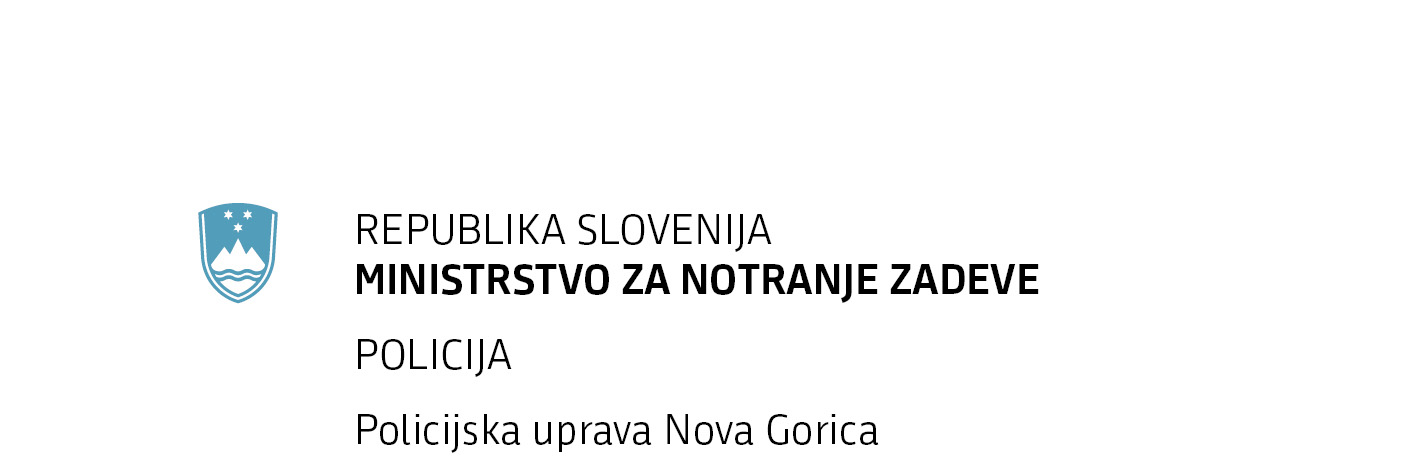 REPUBLIKA SLOVENIJA
MINISTRSTVO ZA NOTRANJE ZADEVE
POLICIJA
Policijska uprava Nova Gorica